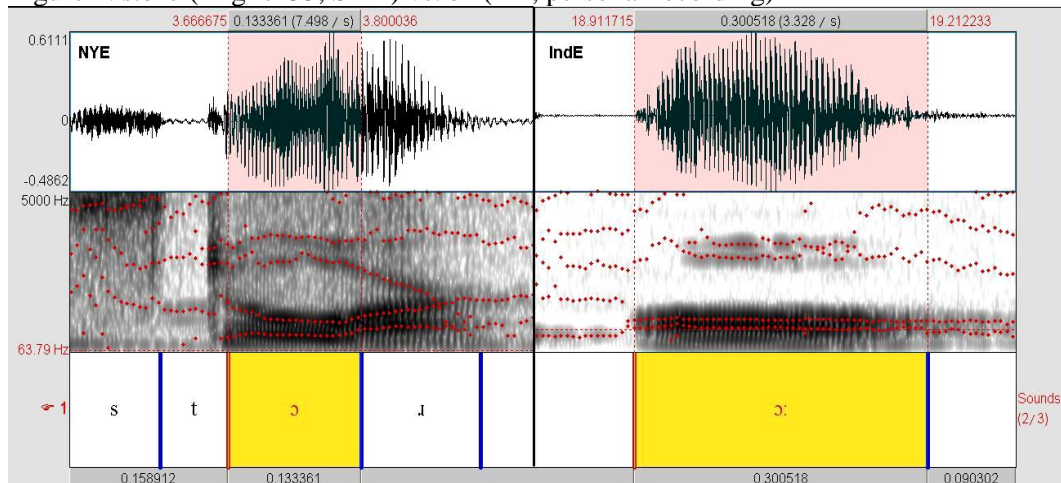 3.666675 0.133361 (7.498 / s) 3.800036 18.911715 0.300518 (3.328 / s) 19.212233
0.6111 NYE IndE
0
-0.4862
5000 Hz
63.79 Hz
☞ 1 s t ɔ ɹ ɔː Sounds
(2/3)
0.158912 0.133361 0.300518 0.090302